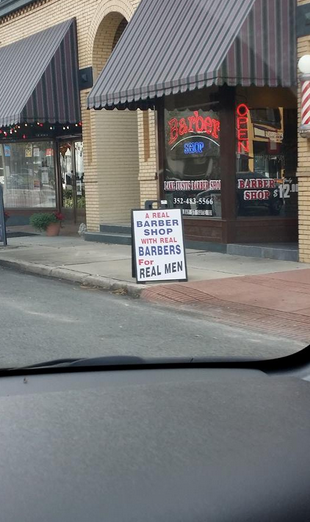 Barber
SHOP
OPEN
352-483-5566
BARBER
SHOP $12
A REAL
BARBER
SHOP
WITH REAL
BARBERS
For
REAL MEN